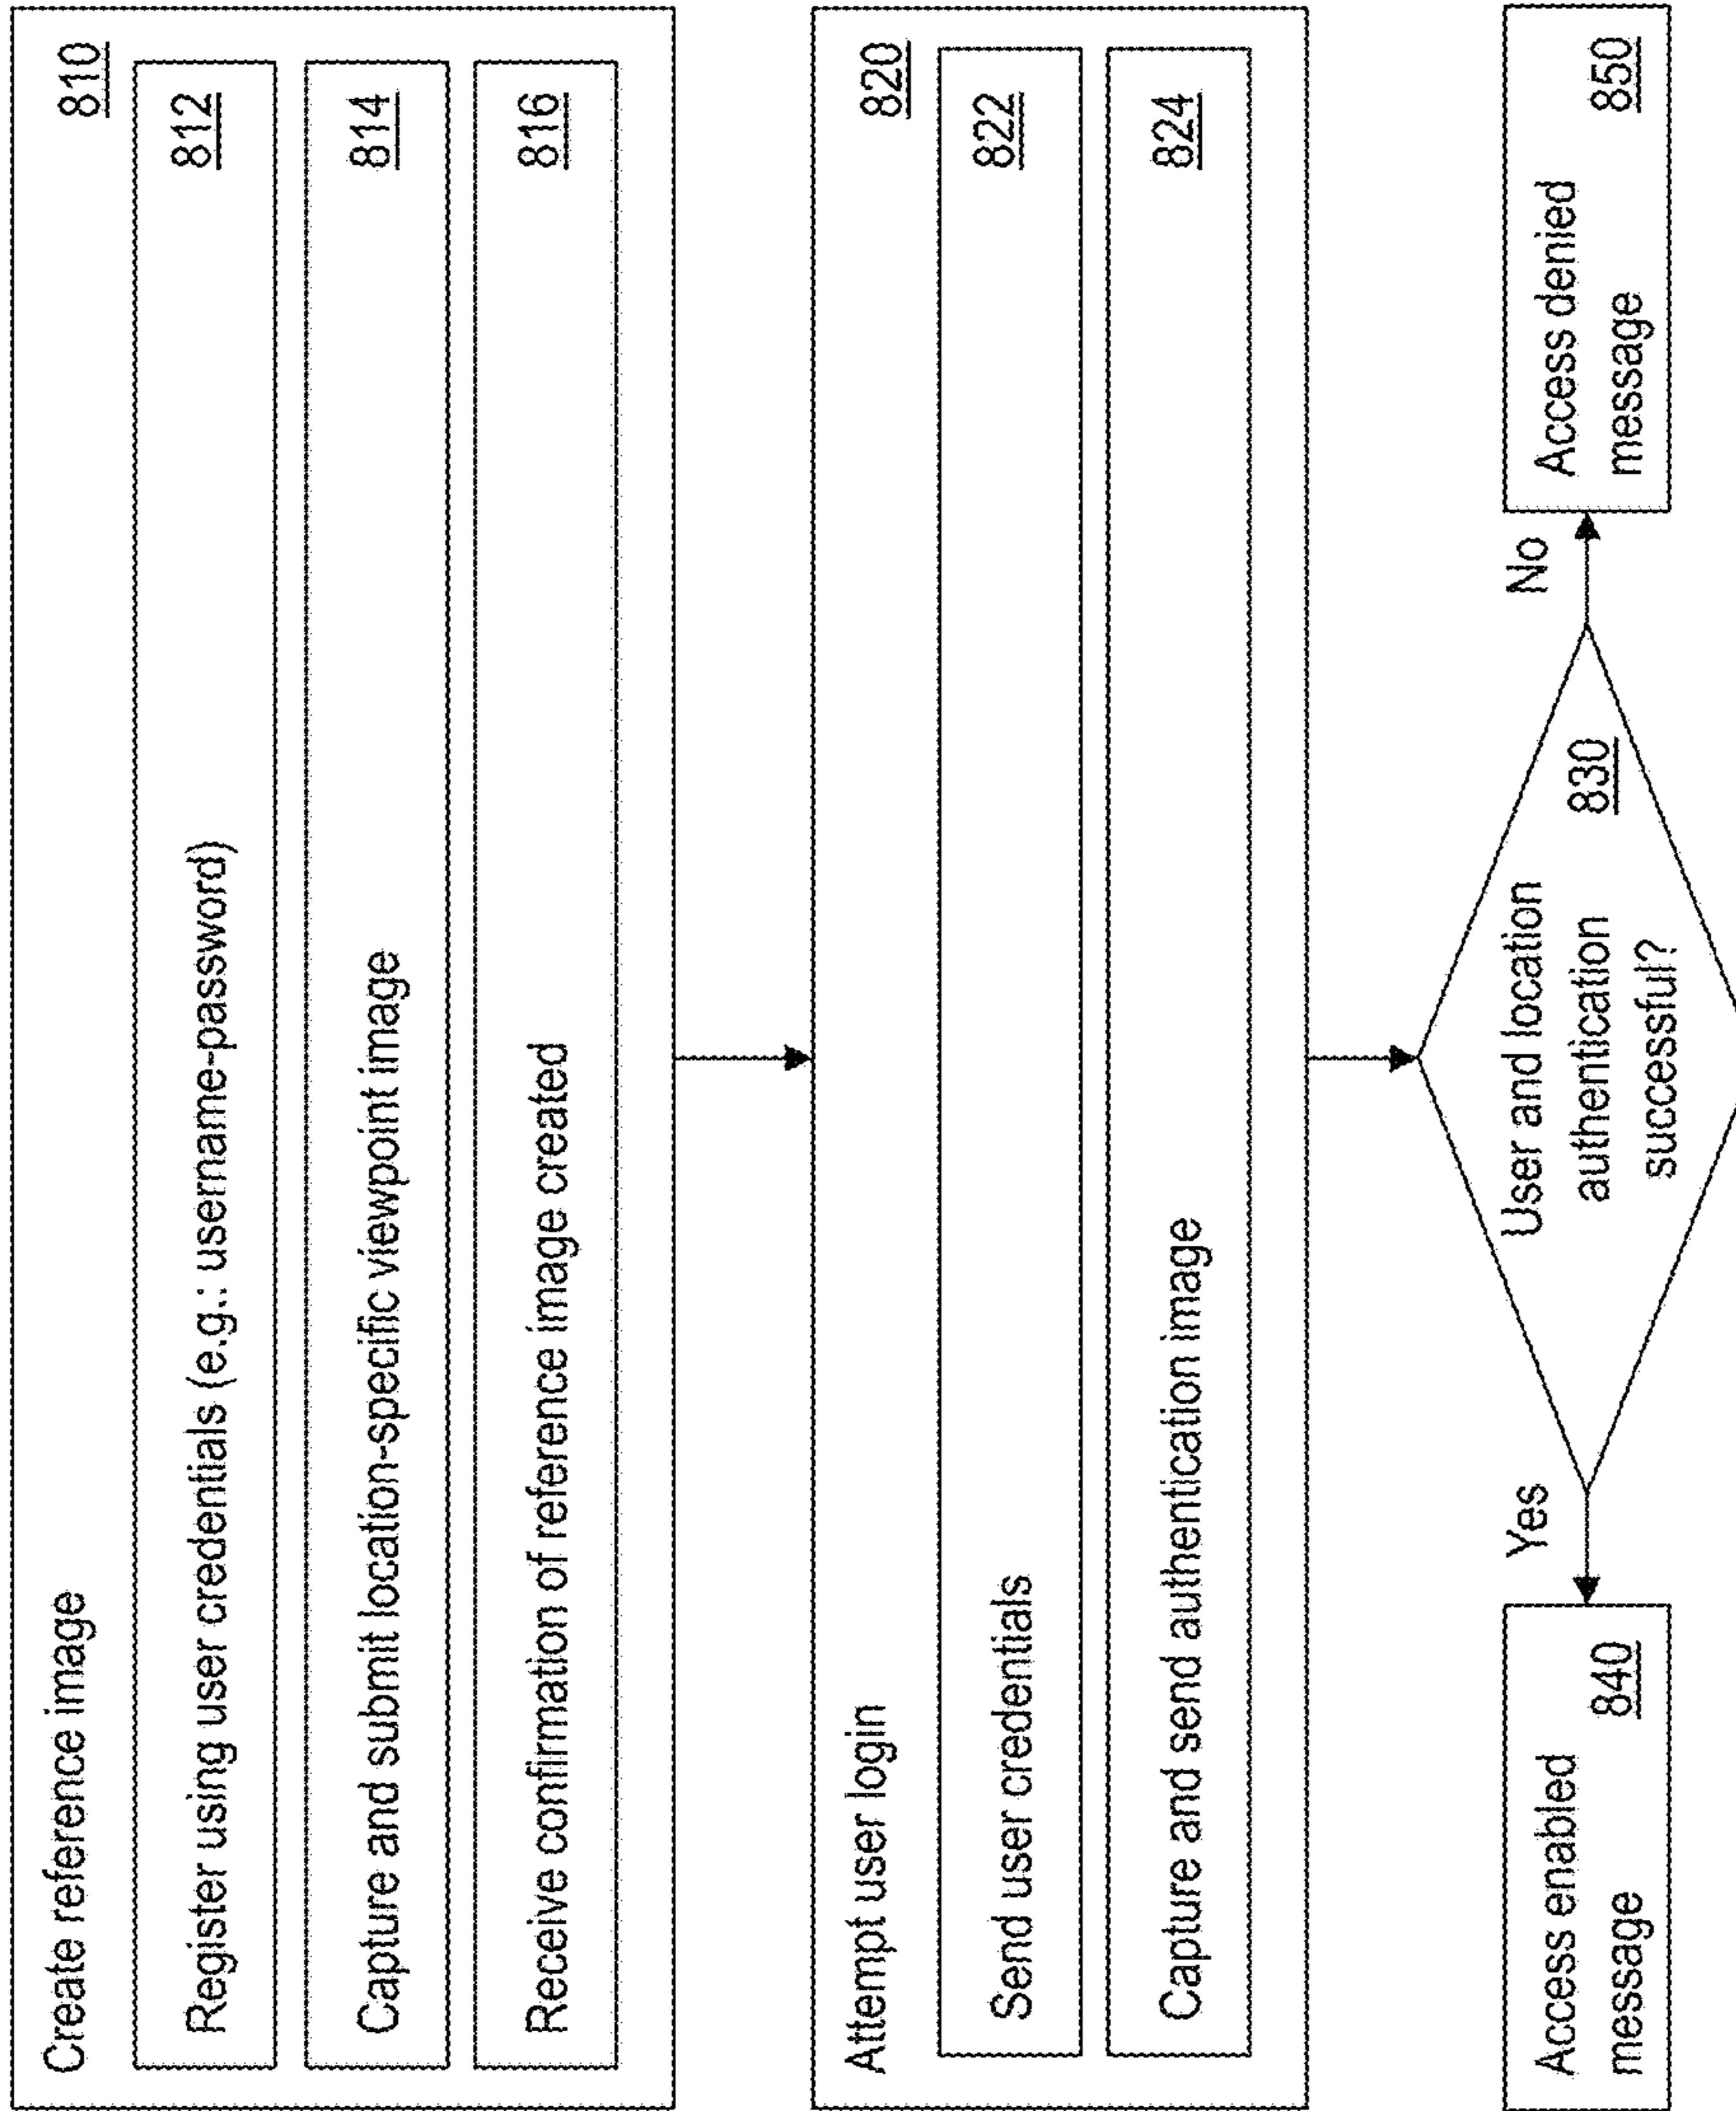 Create reference image 810
Register using user credentials (e.g.: username-password) 812
Capture and submit location-specific viewpoint image 814
Receive confirmation of reference image created 816
Attempt user login 820
Send user credentials 822
Capture and send authentication image 824
User and location
authentication 830
successful?
Yes
No
Access enabled
message 840
Access denied
message 850